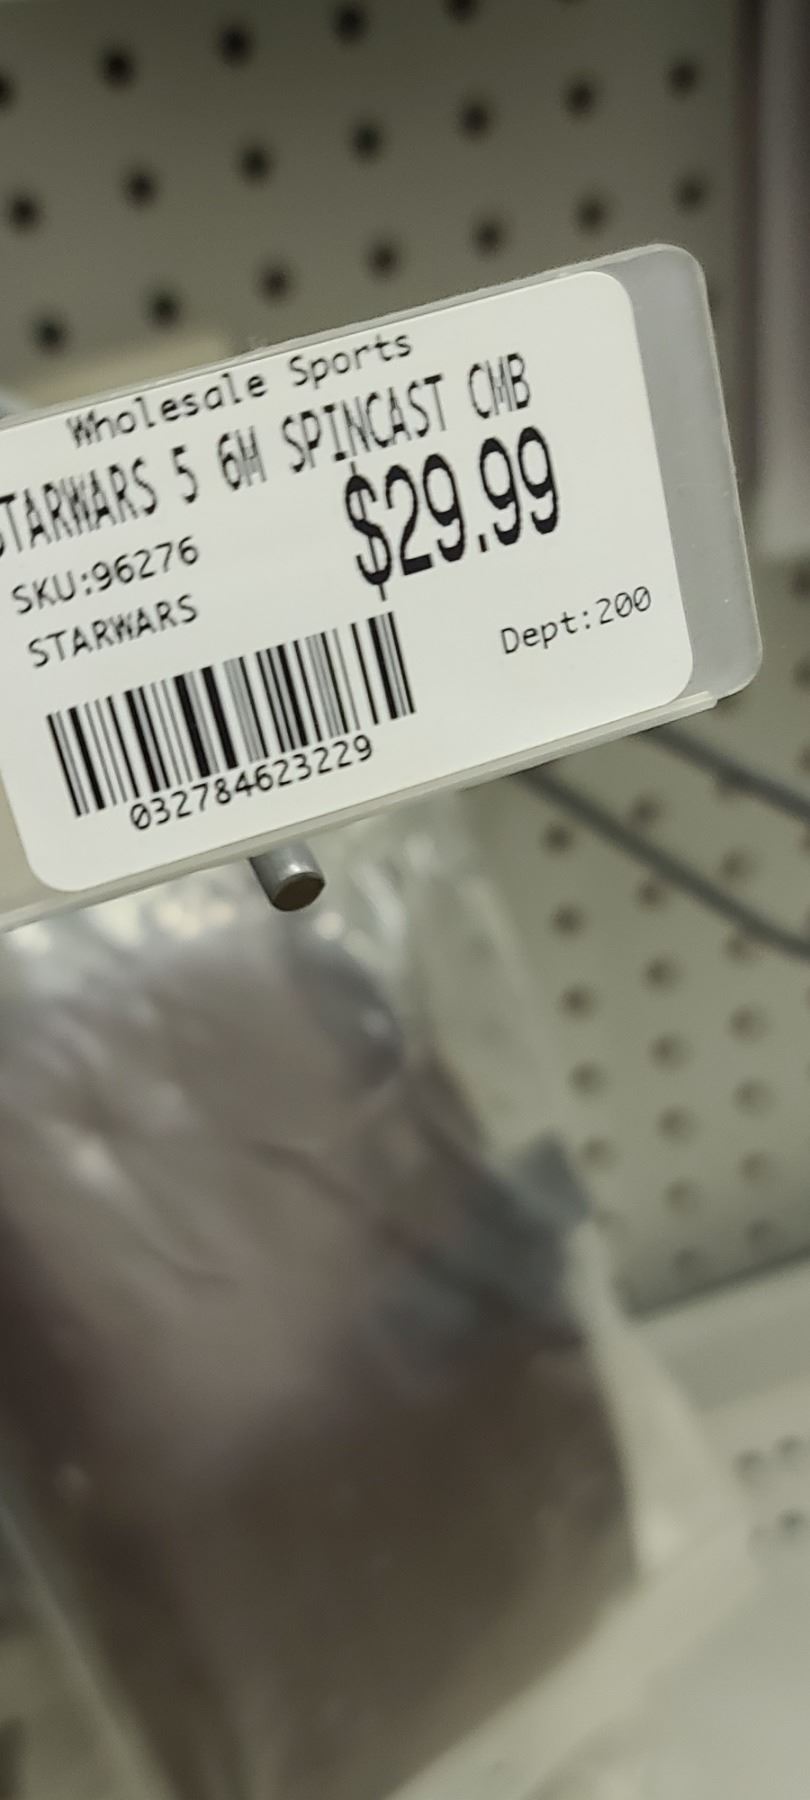 Wholesale Sports
STARWARS 5 6M SPINCAST CMB
$29.99
SKU:96276
STARWARS
Dept:200
032784623229